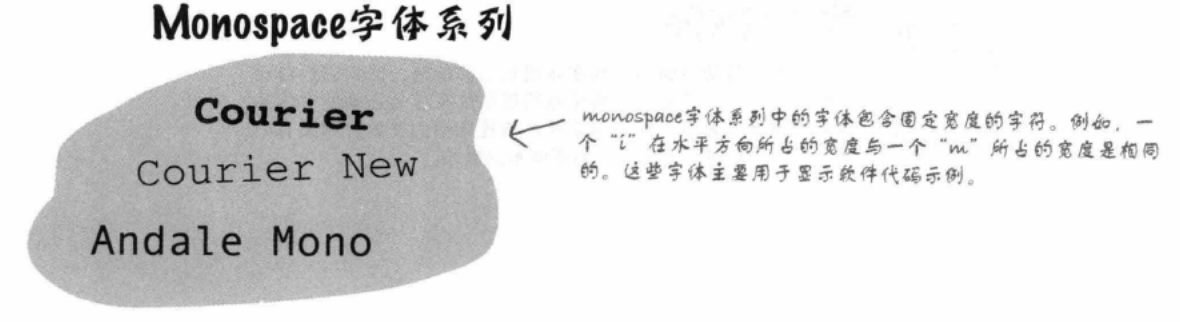 Monospace字体系列
Courier
Courier New
Andale Mono
monospace字体系列中的字体包含固定宽度的字符。例如，一
个“i”在水平方向所占的宽度与一个“m”所占的宽度是相同
的。这些字体主要用于显示软件代码示例。